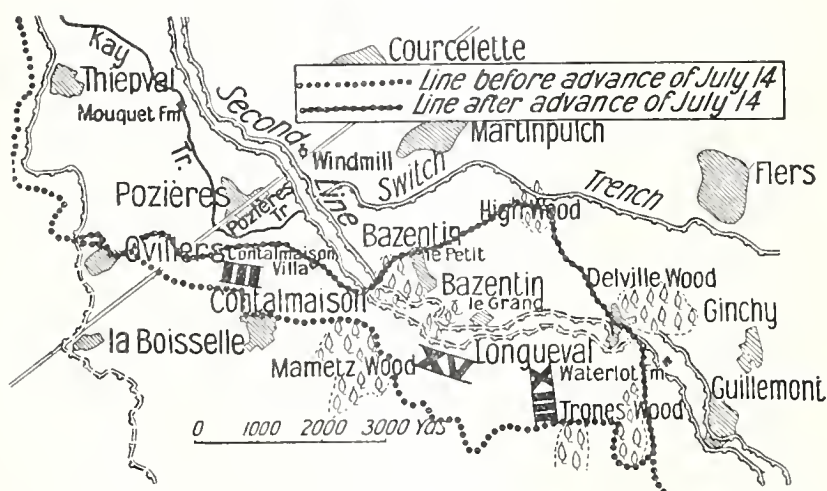 Kay
Courcelette
Thiepval
Mouquet Fm
Line before advance of July 14
Line after advance of July 14
Second
Line
Windmill
Martinpuich
Tr.
Switch
Trench
Flers
Pozières
Pozières
Tr
High Wood
Ovillers
Contalmaison
Villa
III
Bazentin
le Petit
Bazentin
le Grand
Delville Wood
Ginchy
Contalmaison
la Boisselle
Mametz Wood
XV
Longueval
Waterlot Fm
XIII
Guillemont
Trones Wood
0 1000 2000 3000 Yds